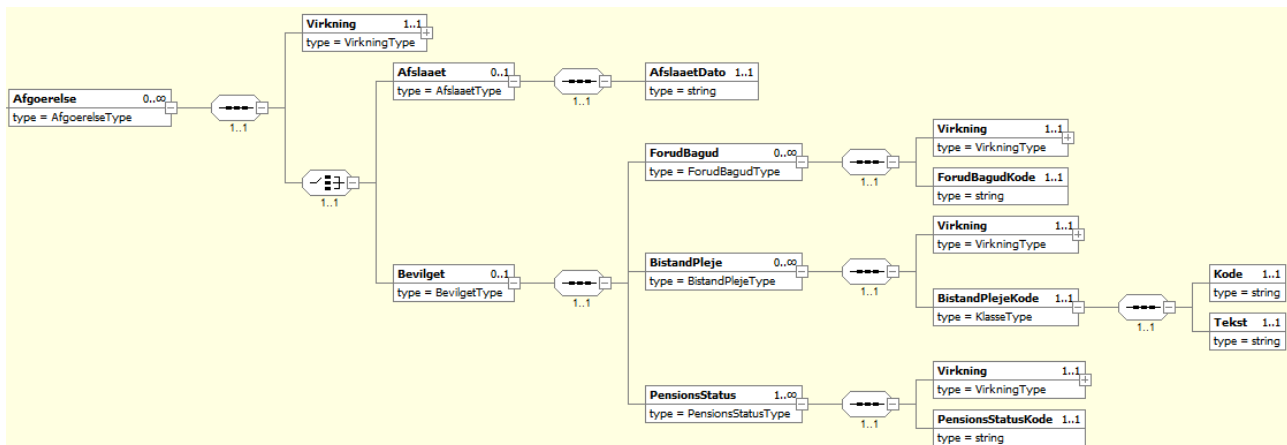 Virkning 1..1
type = VirkningType
Afslaaet 0..1
type = AfslaaetType
1..1
AfslaaetDato 1..1
type = string
Afgoerelse 0..∞
type = AfgoerelseType
1..1
ForudBagud 0..∞
type = ForudBagudType
1..1
Virkning 1..1
type = VirkningType
ForudBagudKode 1..1
type = string
1..1
Bevilget 0..1
type = BevilgetType
1..1
BistandPleje 0..∞
type = BistandPlejeType
1..1
Virkning 1..1
type = VirkningType
BistandPlejeKode 1..1
type = KlasseType
1..1
Kode 1..1
type = string
Tekst 1..1
type = string
PensionsStatus 1..∞
type = PensionsStatusType
1..1
Virkning 1..1
type = VirkningType
PensionsStatusKode 1..1
type = string